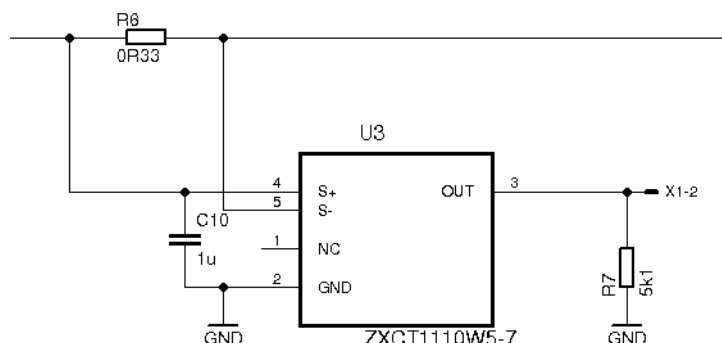 R6
0R33
U3
4
S+
OUT
3
X1-2
5
S-
C10
1u
1
NC
R7
5k1
2
GND
GND
ZXCT1110W5-7
GND